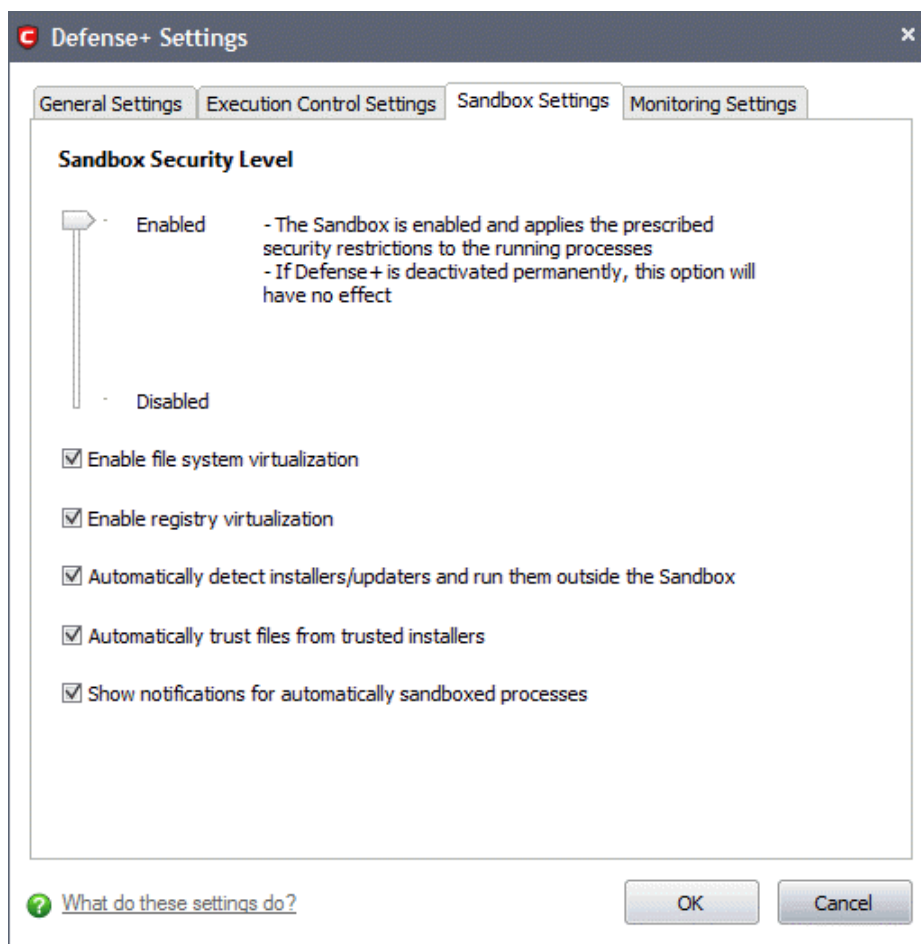 Defense+ Settings
General Settings
Execution Control Settings
Sandbox Settings
Monitoring Settings
Sandbox Security Level
Enabled
- The Sandbox is enabled and applies the prescribed
security restrictions to the running processes
- If Defense+ is deactivated permanently, this option will
have no effect
Disabled
Enable file system virtualization
Enable registry virtualization
Automatically detect installers/updaters and run them outside the Sandbox
Automatically trust files from trusted installers
Show notifications for automatically sandboxed processes
What do these settings do?
OK
Cancel